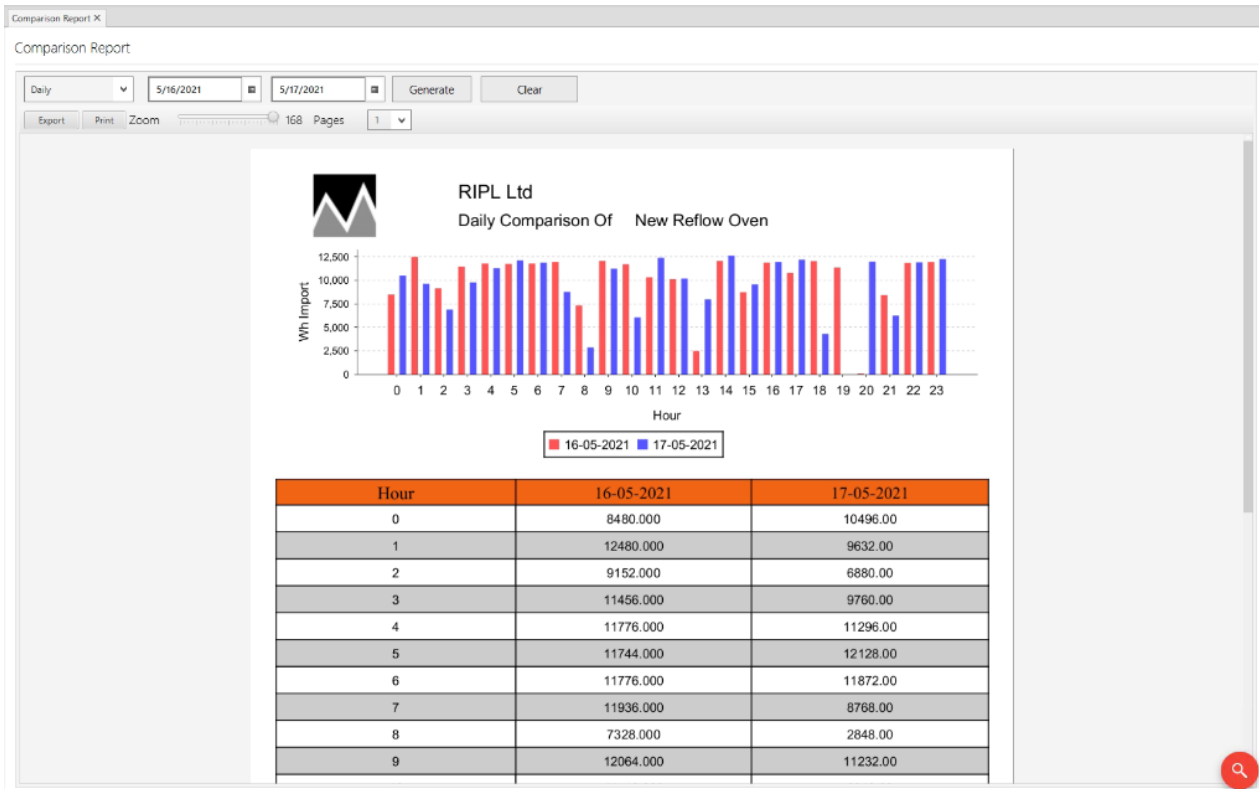 Comparison Report X
Comparison Report
Daily 5/16/2021 5/17/2021 Generate Clear
Export Print Zoom 168 Pages 1
RIPL Ltd
Daily Comparison Of New Reflow Oven
12,500
10,000
7,500
5,000
2,500
0
Wh Import
0 1 2 3 4 5 6 7 8 9 10 11 12 13 14 15 16 17 18 19 20 21 22 23
Hour
16-05-2021 17-05-2021
Hour 16-05-2021 17-05-2021
0 8480.000 10496.00
1 12480.000 9632.00
2 9152.000 6880.00
3 11456.000 9760.00
4 11776.000 11296.00
5 11744.000 12128.00
6 11776.000 11872.00
7 11936.000 8768.00
8 7328.000 2848.00
9 12064.000 11232.00